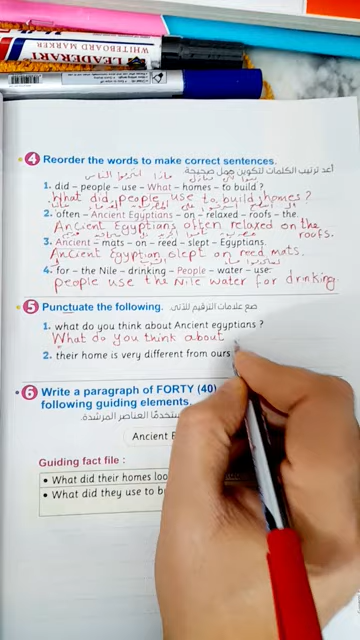 LEADERART
WHITEBOARD MARKER
4 Reorder the words to make correct sentences.
أعد ترتيب الكلمات لتكوين جمل صحيحة.
1. did – people – use – What – homes – to build ?
What did people use to build homes?
2. often – Ancient Egyptians – on – relaxed – roofs – the.
Ancient Egyptians often relaxed on the
roofs.
3. Ancient – mats – on – reed – slept – Egyptians.
Ancient Egyptian slept on reed mats.
4. for – the Nile – drinking – People – water – use.
people use the Nile water for drinking.
5 Punctuate the following.
ضع علامات الترقيم للآتى.
1. what do you think about Ancient egyptians ?
What do you think about
2. their home is very different from ours
6 Write a paragraph of FORTY (40)
following guiding elements.
ستخدمًا العناصر المرشدة.
Ancient E
Guiding fact file :
• What did their homes loo
• What did they use to b